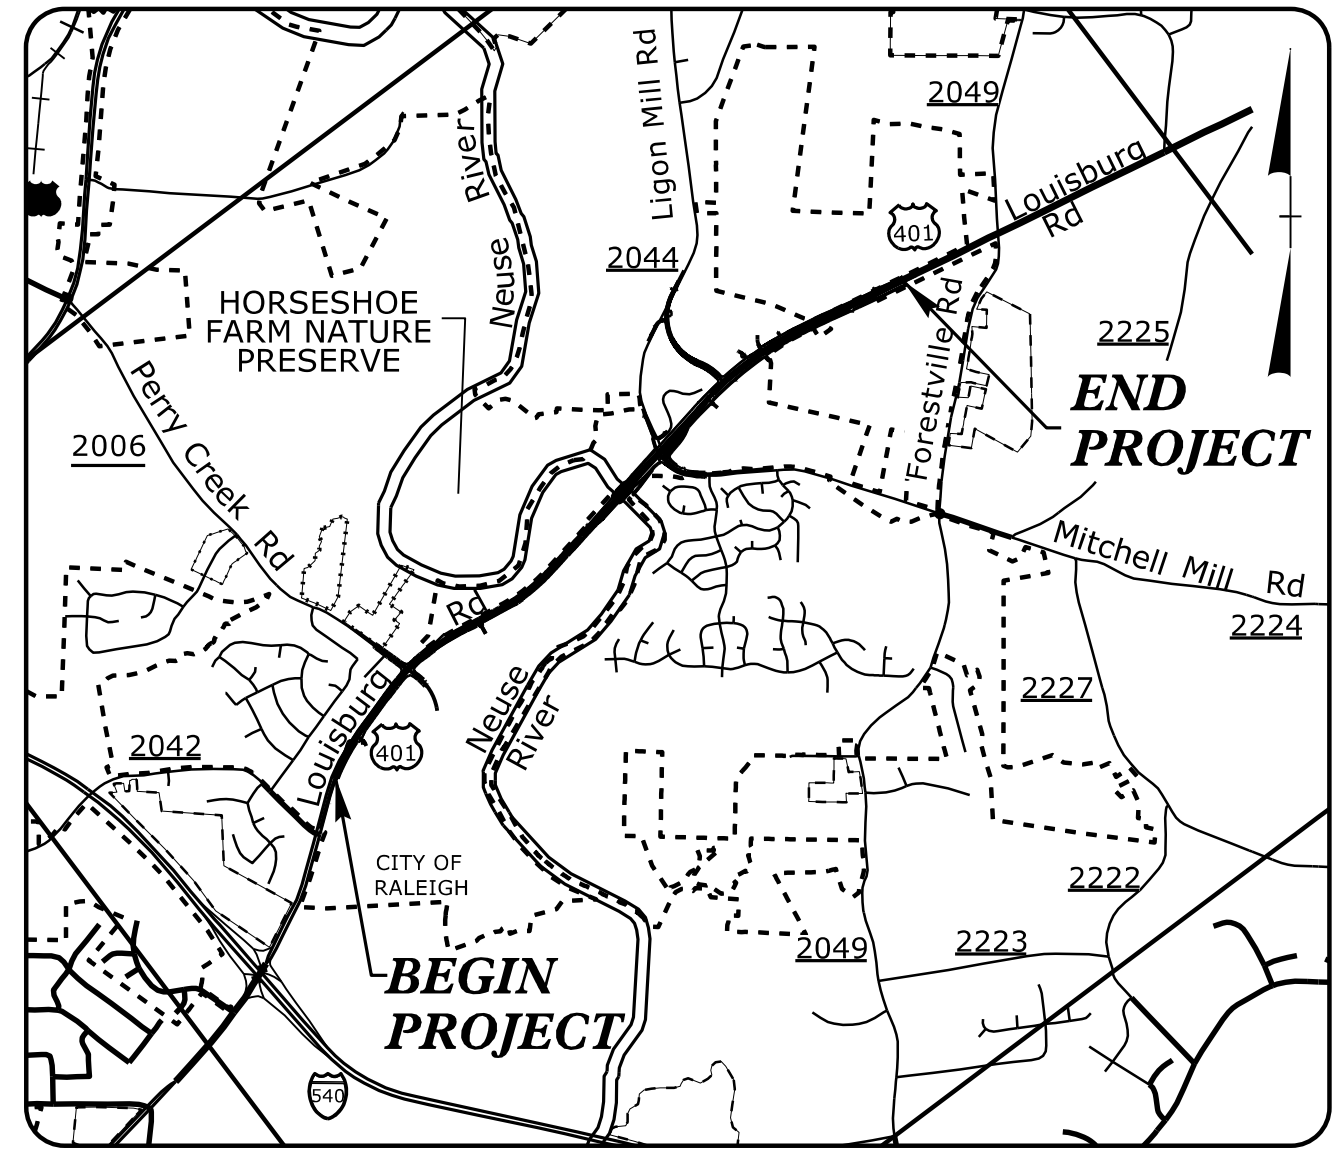 2049
Ligon Mill Rd
River
Louisburg
Rd
401
2044
Neuse
HORSESHOE
FARM NATURE
PRESERVE
2225
Forestville Rd
END
PROJECT
Perry Creek Rd
2006
Mitchell Mill Rd
2224
Rd
Louisburg
Neuse
River
2227
2042
401
CITY OF
RALEIGH
2222
2049
2223
BEGIN
PROJECT
540